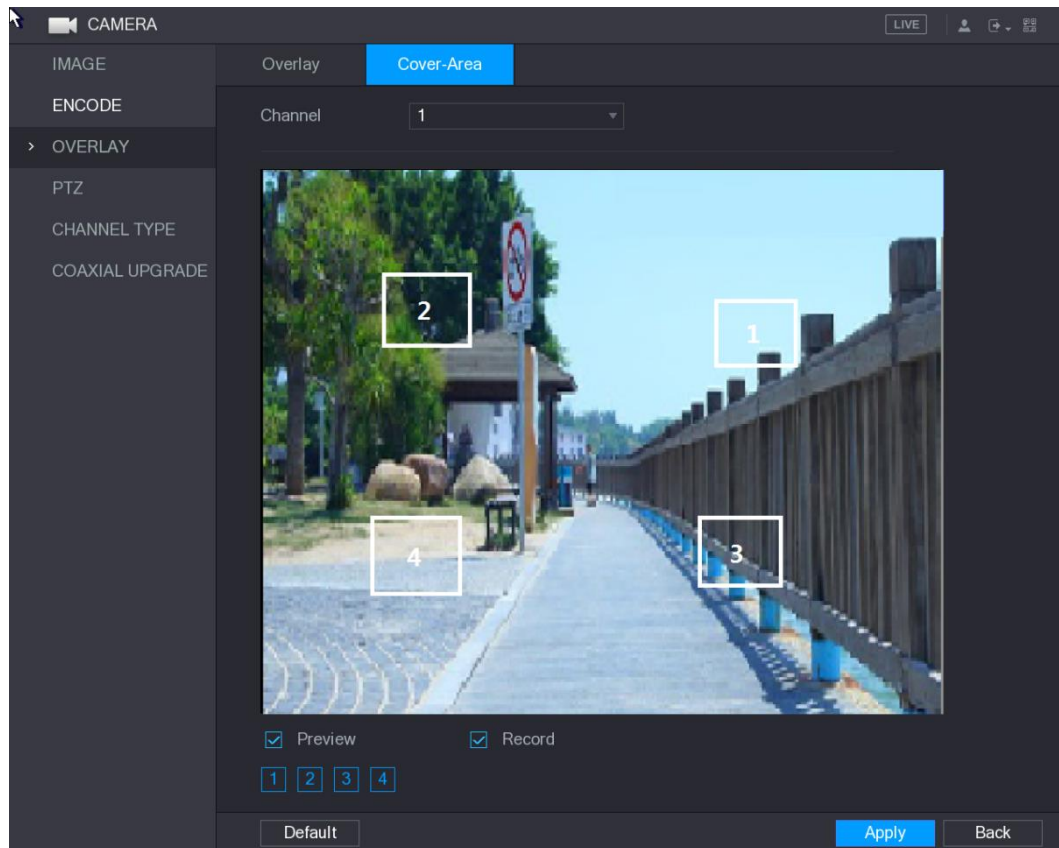 CAMERA
LIVE
IMAGE
ENCODE
OVERLAY
PTZ
CHANNEL TYPE
COAXIAL UPGRADE
Overlay Cover-Area
Channel 1
2
1
4
3
Preview Record
1 2 3 4
Default Apply Back